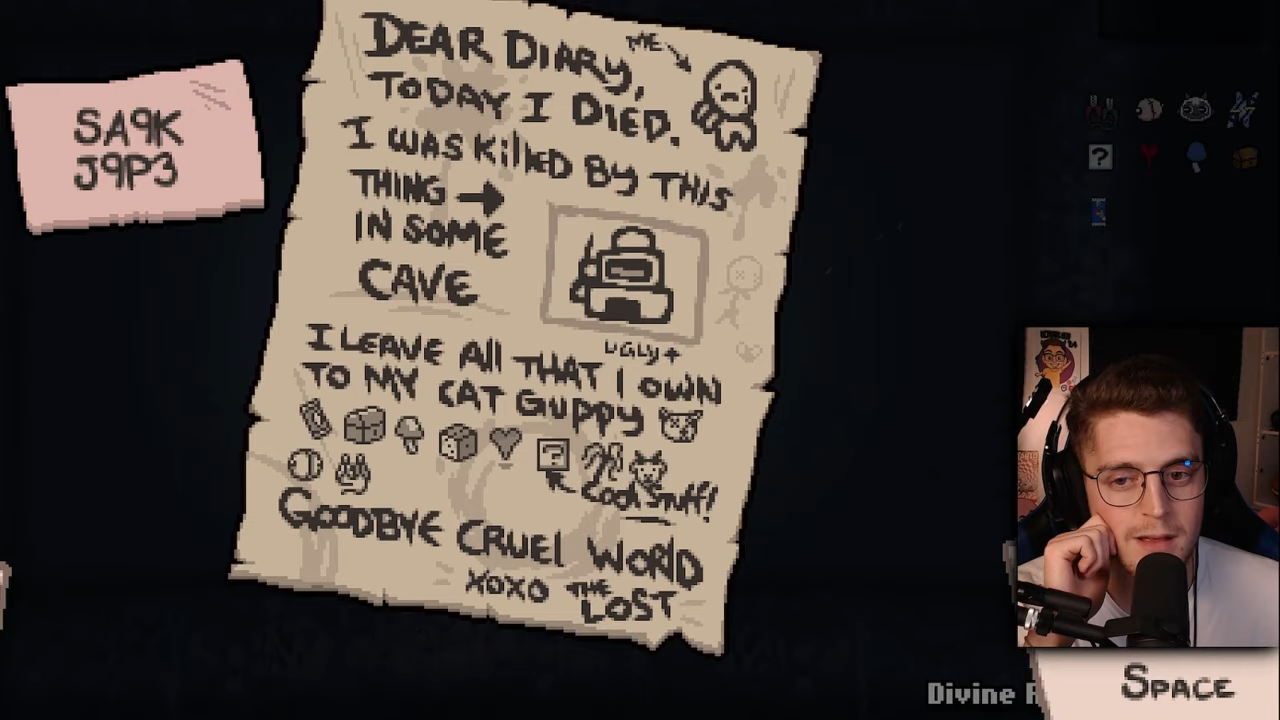 SA9K
J9P3
DEAR DIARY,
ME
TODAY I DIED.
I WAS KillED BY THIS
THING
IN SOME
CAVE
UGLY
I LEAVE All THAT I OWN
TO MY CAT GUPPY
?
?
Cool Stuff!
GOODBYE CRUEl WORlD
XOXO THE LOST
Divine
SPACE